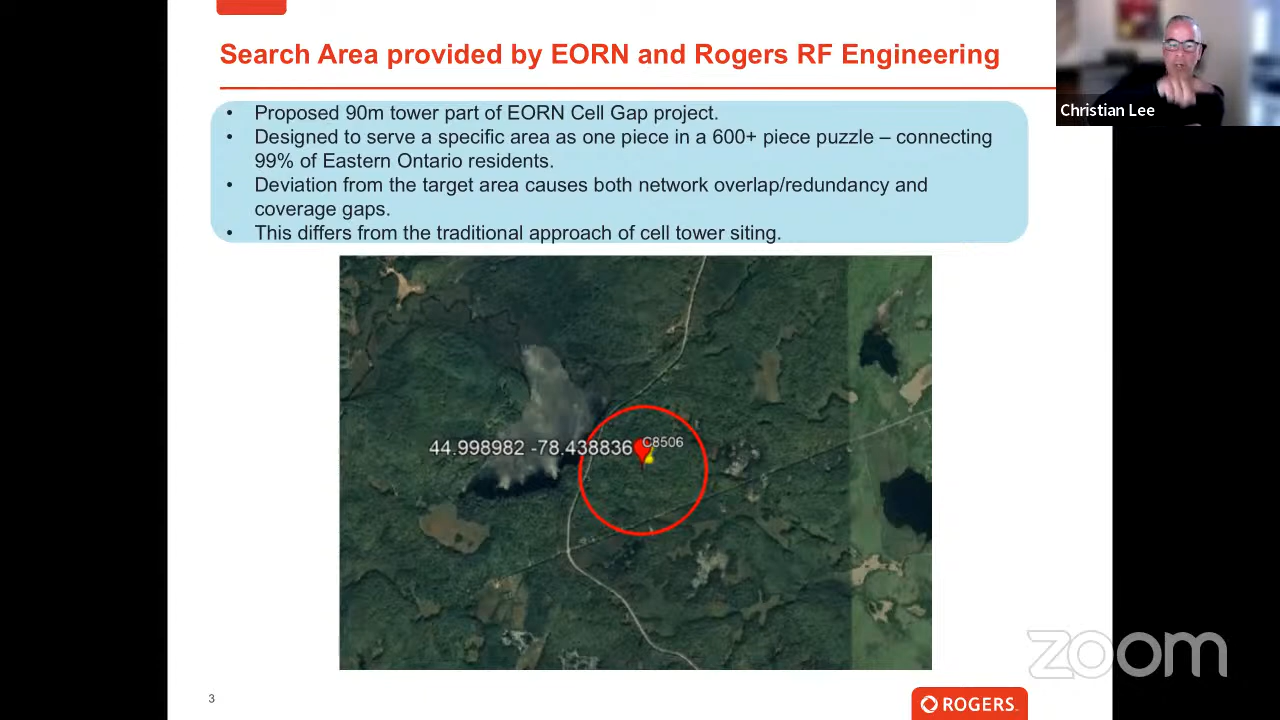 Search Area provided by EORN and Rogers RF Engineering
Christian Lee
• Proposed 90m tower part of EORN Cell Gap project.
• Designed to serve a specific area as one piece in a 600+ piece puzzle – connecting
99% of Eastern Ontario residents.
• Deviation from the target area causes both network overlap/redundancy and
coverage gaps.
• This differs from the traditional approach of cell tower siting.
44.998982 -78.438836
C8506
zoom
3
ROGERS